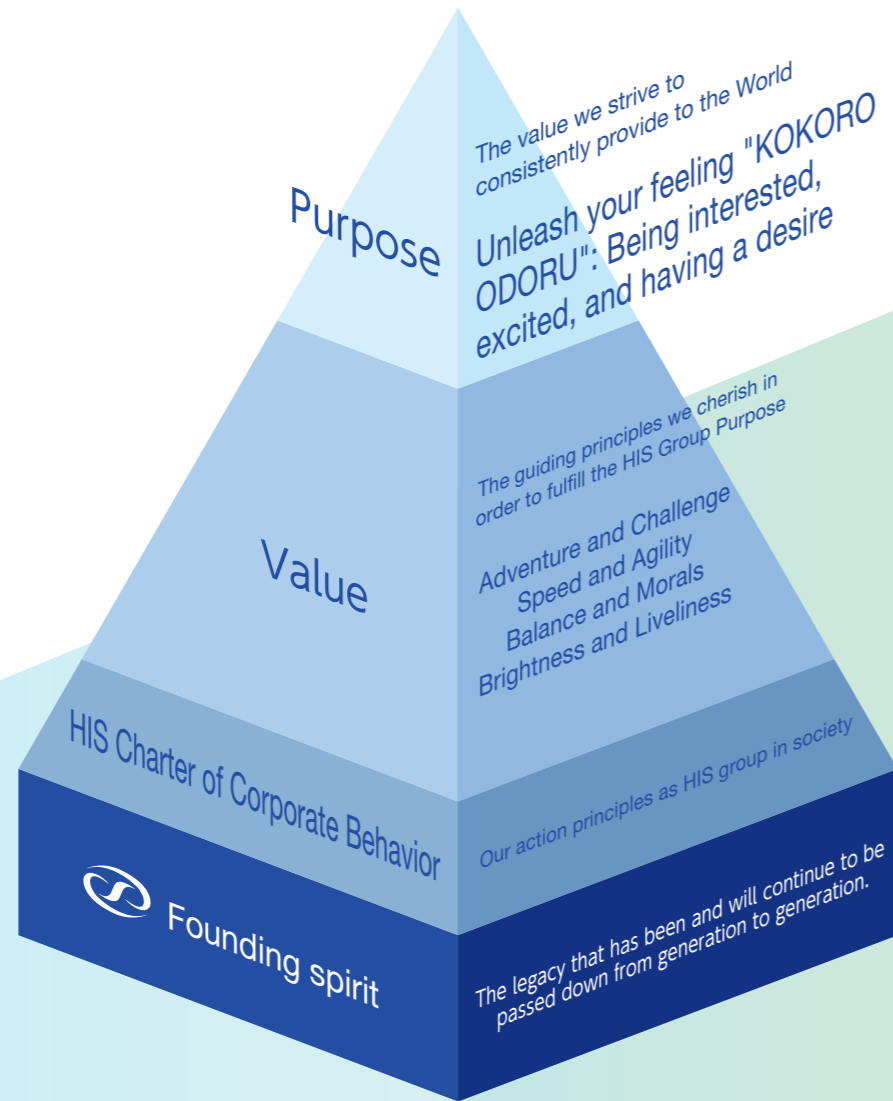 Purpose
The value we strive to
consistently provide to the World
Unleash your feeling "KOKORO
ODORU": Being interested,
excited, and having a desire
Value
The guiding principles we cherish in
order to fulfill the HIS Group Purpose
Adventure and Challenge
Speed and Agility
Balance and Morals
Brightness and Liveliness
HIS Charter of Corporate Behavior
Our action principles as HIS group in society
Founding spirit
The legacy that has been and will continue to be
passed down from generation to generation.